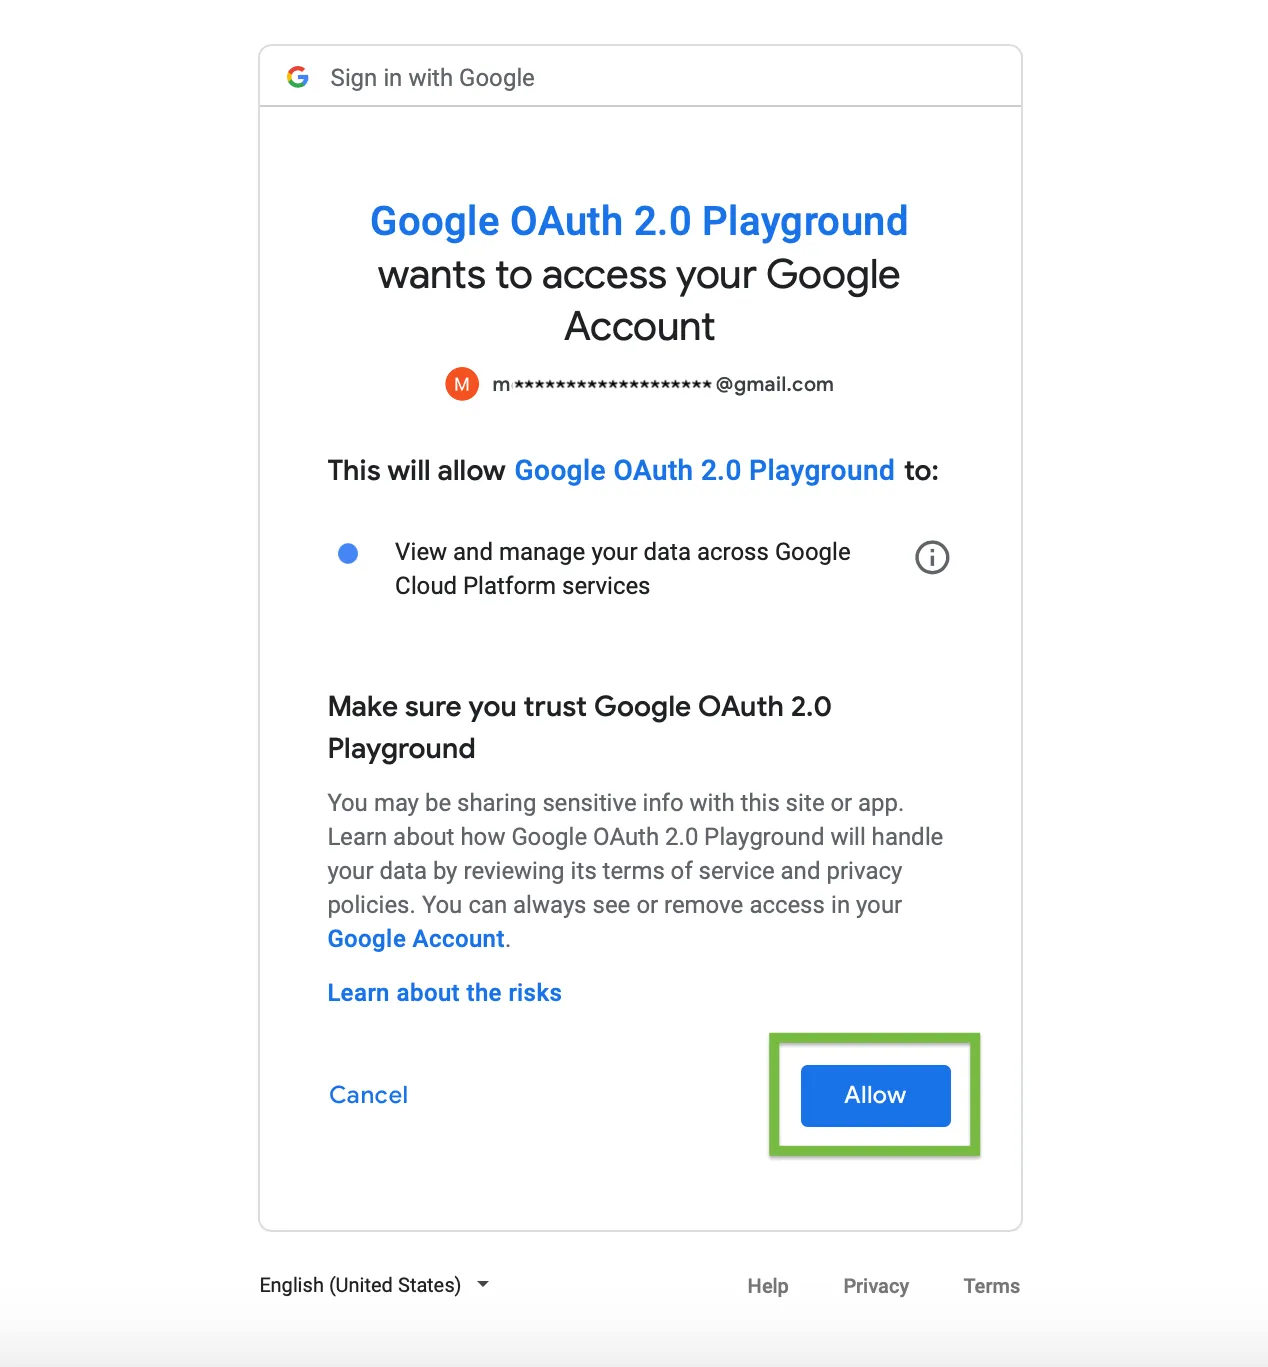 Sign in with Google
Google OAuth 2.0 Playground
wants to access your Google
Account
M m*******************@gmail.com
This will allow Google OAuth 2.0 Playground to:
View and manage your data across Google
Cloud Platform services
Make sure you trust Google OAuth 2.0
Playground
You may be sharing sensitive info with this site or app.
Learn about how Google OAuth 2.0 Playground will handle
your data by reviewing its terms of service and privacy
policies. You can always see or remove access in your
Google Account.
Learn about the risks
Cancel Allow
English (United States) Help Privacy Terms